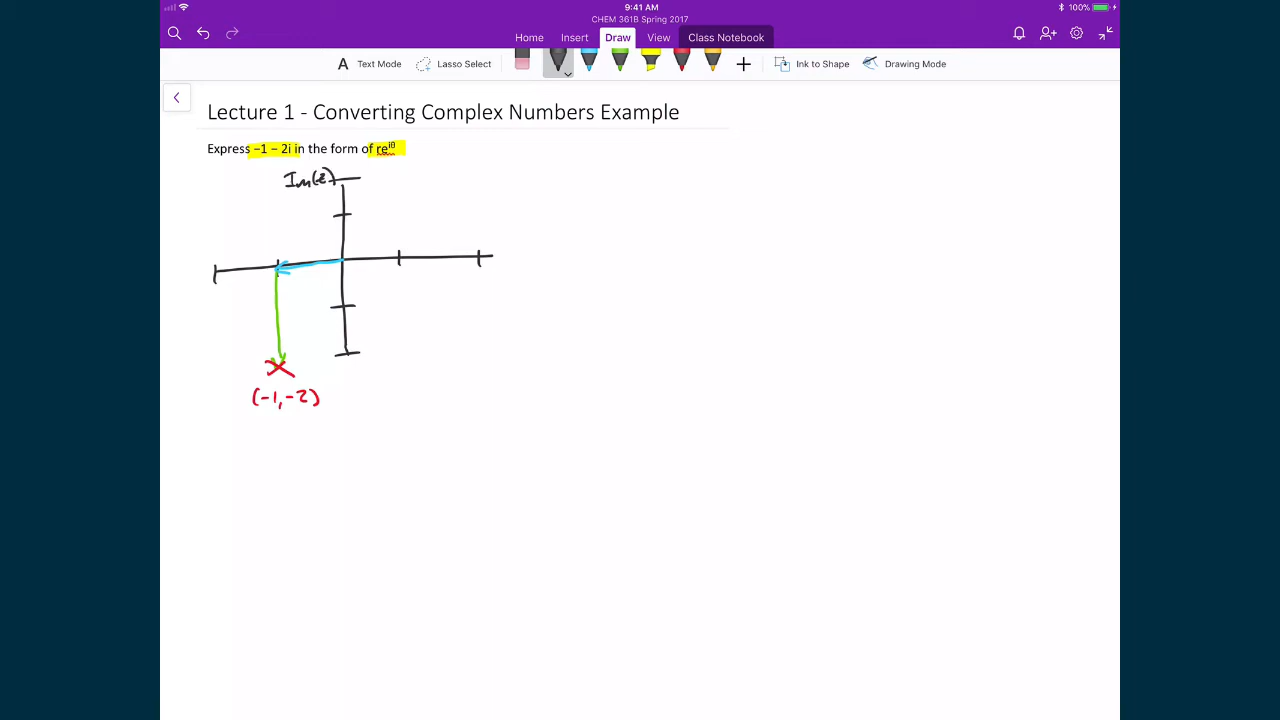 9:41 AM
100%
CHEM 361B Spring 2017
Home Insert Draw View Class Notebook
A Text Mode Lasso Select Ink to Shape Drawing Mode
Lecture 1 - Converting Complex Numbers Example
Express −1 − 2i in the form of re^iθ
Im(z)
(-1,-2)